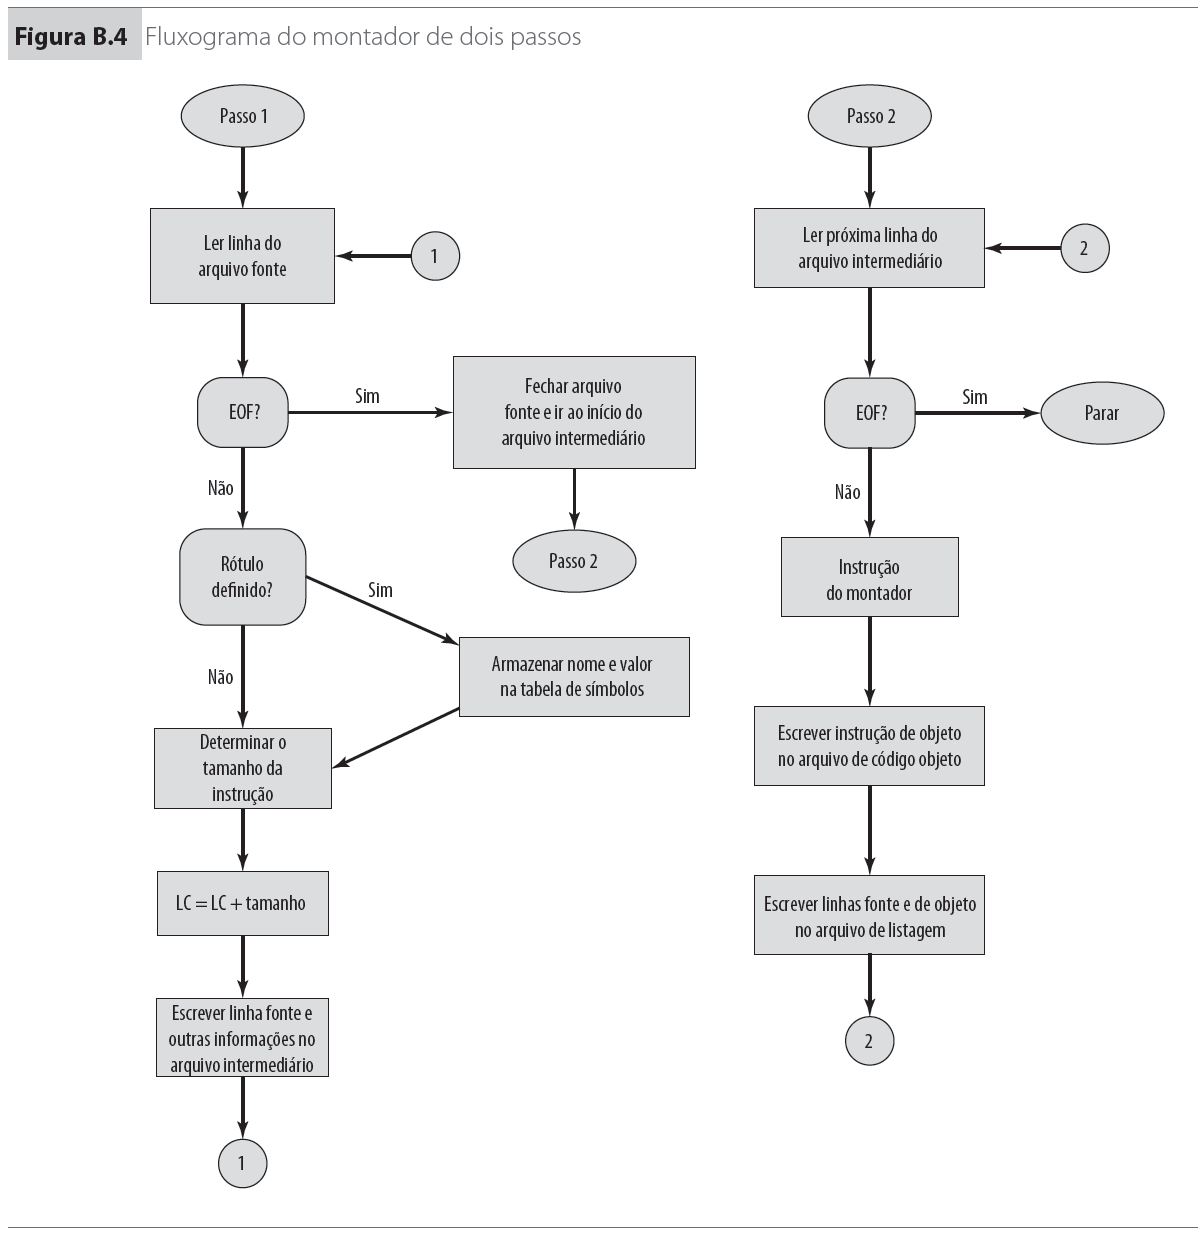 Figura B.4 Fluxograma do montador de dois passos
Passo 1
Ler linha do
arquivo fonte
1
EOF?
Sim
Fechar arquivo
fonte e ir ao início do
arquivo intermediário
Não
Passo 2
Rótulo
definido?
Sim
Armazenar nome e valor
na tabela de símbolos
Não
Determinar o
tamanho da
instrução
LC = LC + tamanho
Escrever linha fonte e
outras informações no
arquivo intermediário
1
Passo 2
Ler próxima linha do
arquivo intermediário
2
EOF?
Sim
Parar
Não
Instrução
do montador
Escrever instrução de objeto
no arquivo de código objeto
Escrever linhas fonte e de objeto
no arquivo de listagem
2